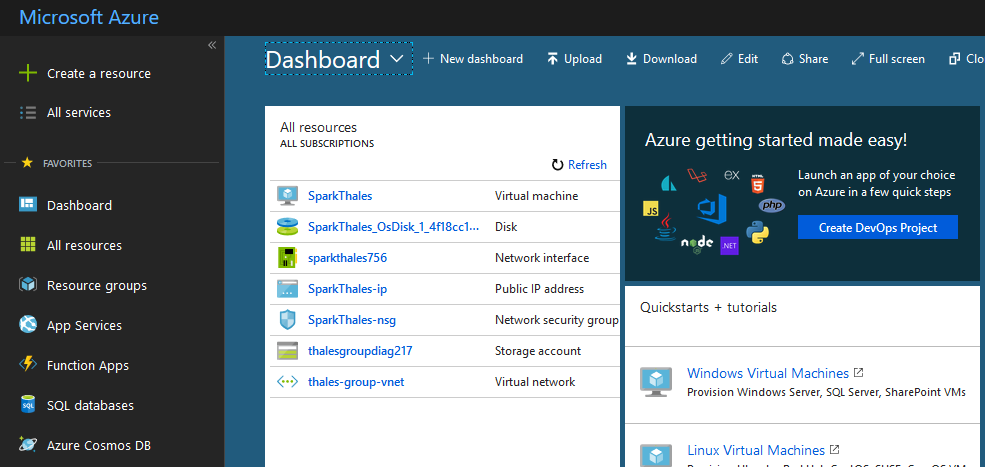 Microsoft Azure
«
Create a resource
All services
FAVORITES
Dashboard
All resources
Resource groups
App Services
Function Apps
SQL
SQL databases
Azure Cosmos DB
Dashboard
New dashboard
Upload
Download
Edit
Share
Full screen
Clo
All resources
ALL SUBSCRIPTIONS
Refresh
SparkThales Virtual machine
SparkThales_OsDisk_1_4f18cc1... Disk
sparkthales756 Network interface
SparkThales-ip Public IP address
SparkThales-nsg Network security group
thalesgroupdiag217 Storage account
thales-group-vnet Virtual network
Azure getting started made easy!
Launch an app of your choice
on Azure in a few quick steps
Create DevOps Project
EX
HTML
5
JS
php
Java
node
.NET
Quickstarts + tutorials
Windows Virtual Machines
Provision Windows Server, SQL Server, SharePoint VMs
Linux Virtual Machines